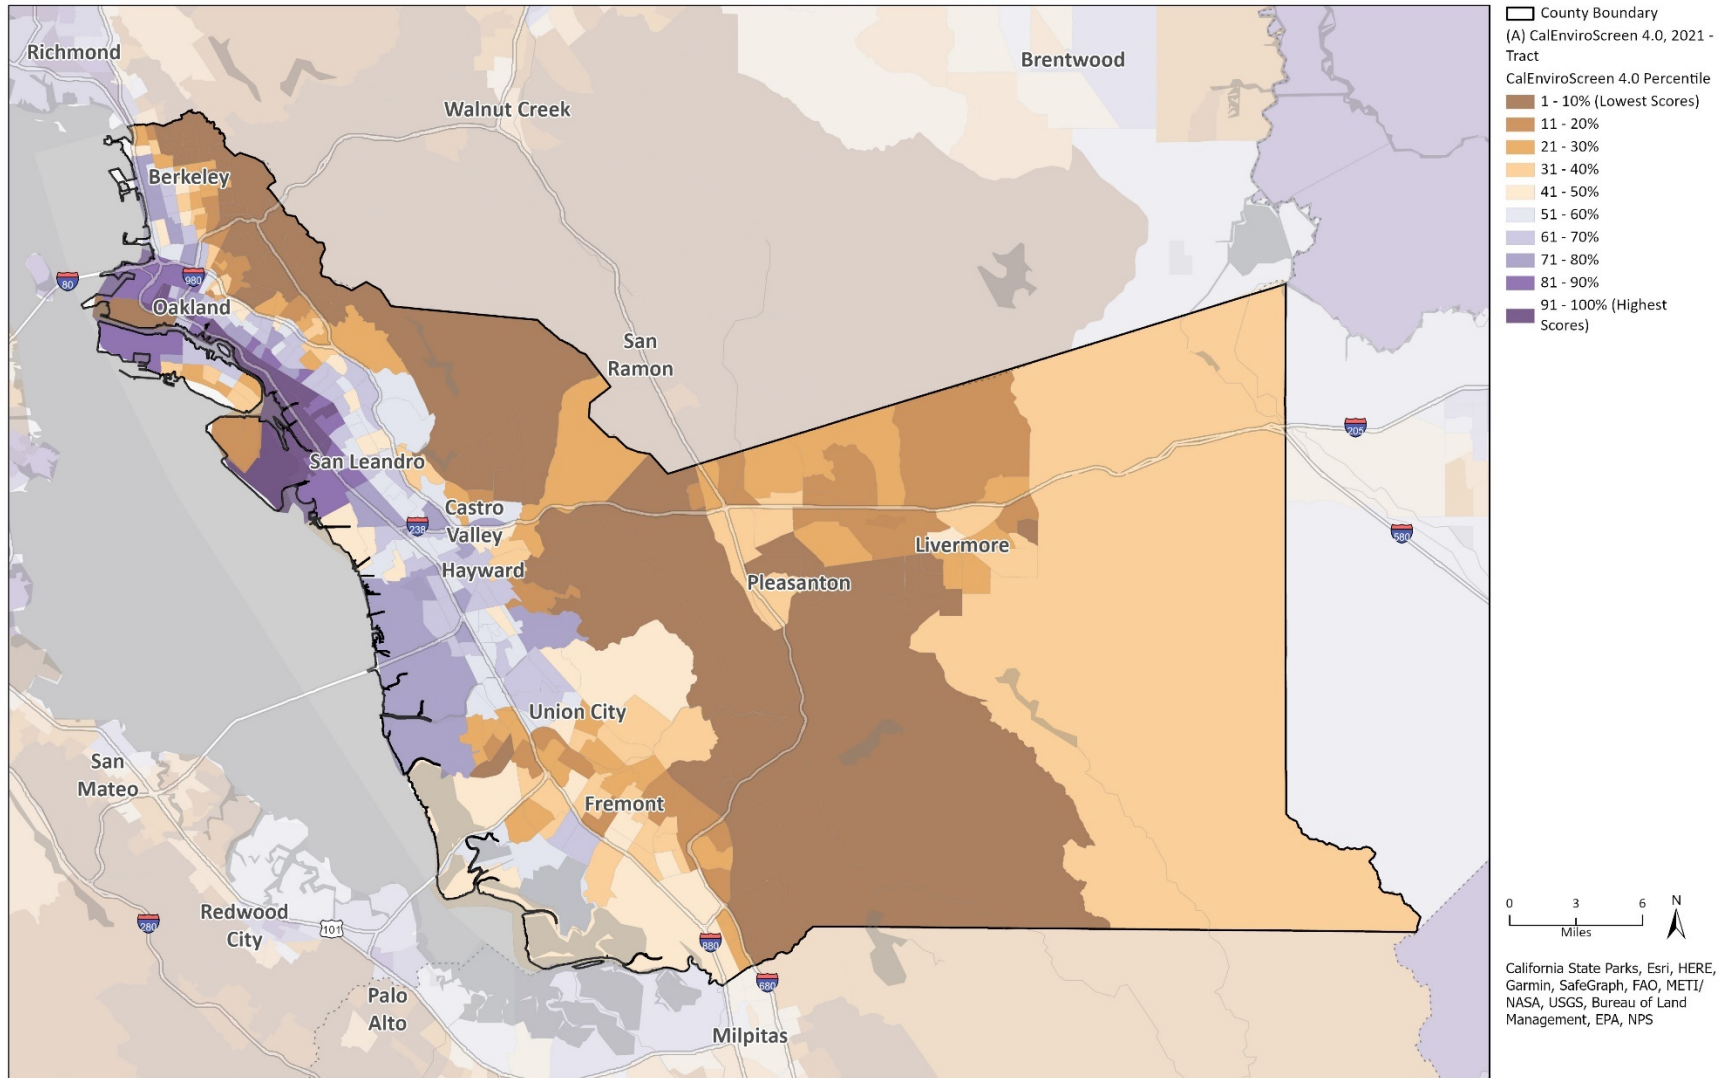 Richmond
Brentwood
Walnut Creek
Berkeley
80
980
Oakland
San
Ramon
205
San Leandro
Castro
Valley
238
580
Livermore
Hayward
Pleasanton
Union City
San
Mateo
Fremont
Redwood
City
280
101
880
680
Palo
Alto
Milpitas
County Boundary
(A) CalEnviroScreen 4.0, 2021 -
Tract
CalEnviroScreen 4.0 Percentile
1 - 10% (Lowest Scores)
11 - 20%
21 - 30%
31 - 40%
41 - 50%
51 - 60%
61 - 70%
71 - 80%
81 - 90%
91 - 100% (Highest
Scores)
0 3 6
Miles
N
California State Parks, Esri, HERE,
Garmin, SafeGraph, FAO, METI/
NASA, USGS, Bureau of Land
Management, EPA, NPS